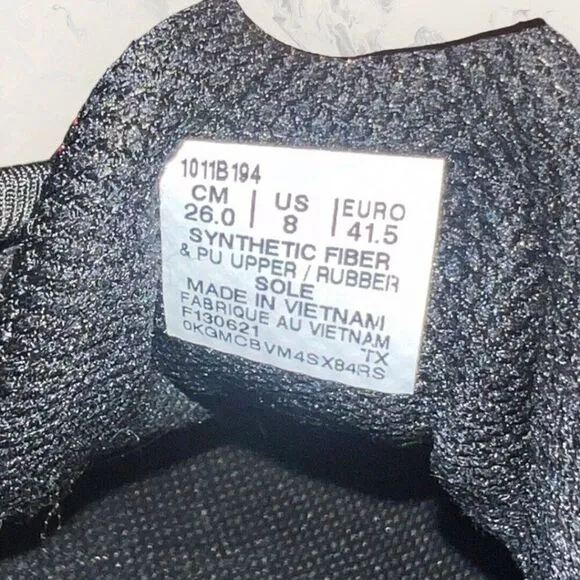 1011B194
CM | US | EURO
26.0 | 8 | 41.5
SYNTHETIC FIBER
& PU UPPER / RUBBER
SOLE
MADE IN VIETNAM
FABRIQUE AU VIETNAM
F130621 TX
0KGMCBVM4SX84RS